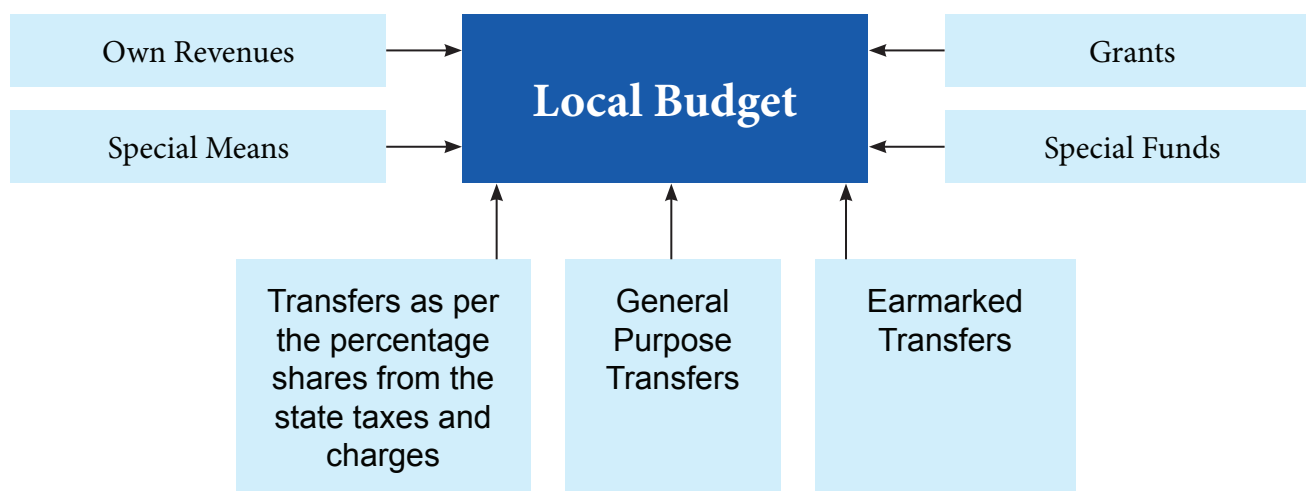 Own Revenues
Local Budget
Grants
Special Means
Special Funds
Transfers as per
the percentage
shares from the
state taxes and
charges
General
Purpose
Transfers
Earmarked
Transfers